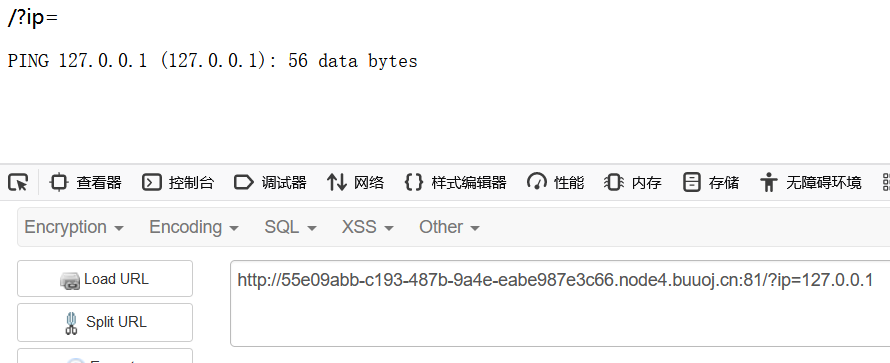 /?ip=
PING 127.0.0.1 (127.0.0.1): 56 data bytes
查看器 控制台 调试器 网络 样式编辑器 性能 内存 存储 无障碍环境
Encryption Encoding SQL XSS Other
Load URL http://55e09abb-c193-487b-9a4e-eabe987e3c66.node4.buuoj.cn:81/?ip=127.0.0.1
Split URL